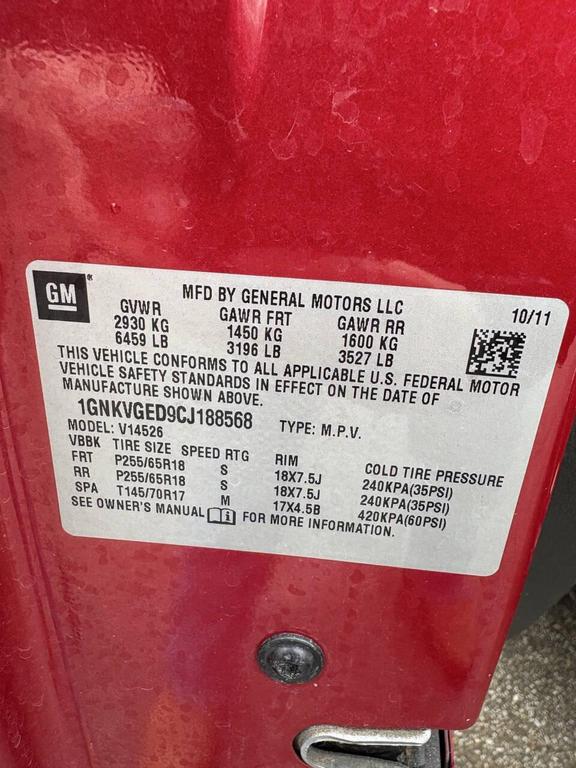 GM
MFD BY GENERAL MOTORS LLC 10/11
GVWR GAWR FRT GAWR RR
2930 KG 1450 KG 1600 KG
6459 LB 3196 LB 3527 LB
THIS VEHICLE CONFORMS TO ALL APPLICABLE U.S. FEDERAL MOTOR
VEHICLE SAFETY STANDARDS IN EFFECT ON THE DATE OF
MANUFACTURE SHOWN ABOVE.
1GNKVGED9CJ188568 TYPE: M.P.V.
MODEL: V14526
VBBK TIRE SIZE SPEED RTG RIM COLD TIRE PRESSURE
FRT P255/65R18 S 18X7.5J 240KPA(35PSI)
RR P255/65R18 S 18X7.5J 240KPA(35PSI)
SPA T145/70R17 M 17X4.5B 420KPA(60PSI)
SEE OWNER'S MANUAL i FOR MORE INFORMATION.